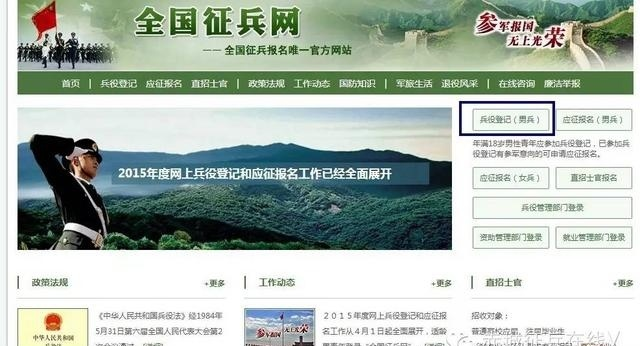 全国征兵网
—— 全国征兵报名唯一官方网站
参军报国
无上光荣
首页 兵役登记 应征报名 直招士官 政策法规 工作动态 国防知识 军旅生活 退役风采 在线咨询 廉洁举报
兵役登记（男兵） 应征报名（男兵）
年满18岁男性青年应参加兵役登记，已参加兵
役登记有参军意向的可申请应征报名。
2015年度网上兵役登记和应征报名工作已经全面展开
应征报名（女兵） 直招士官报名
兵役管理部门登录
资助管理部门登录 就业管理部门登录
政策法规 +更多 工作动态 +更多 直招士官 +更多
《中华人民共和国兵役法》经1984年
5月31日第六届全国人民代表大会第2
中华人民共和国
2015年度网上兵役登记和应征报
名工作从4月1起全面展开，适龄
招收对象：